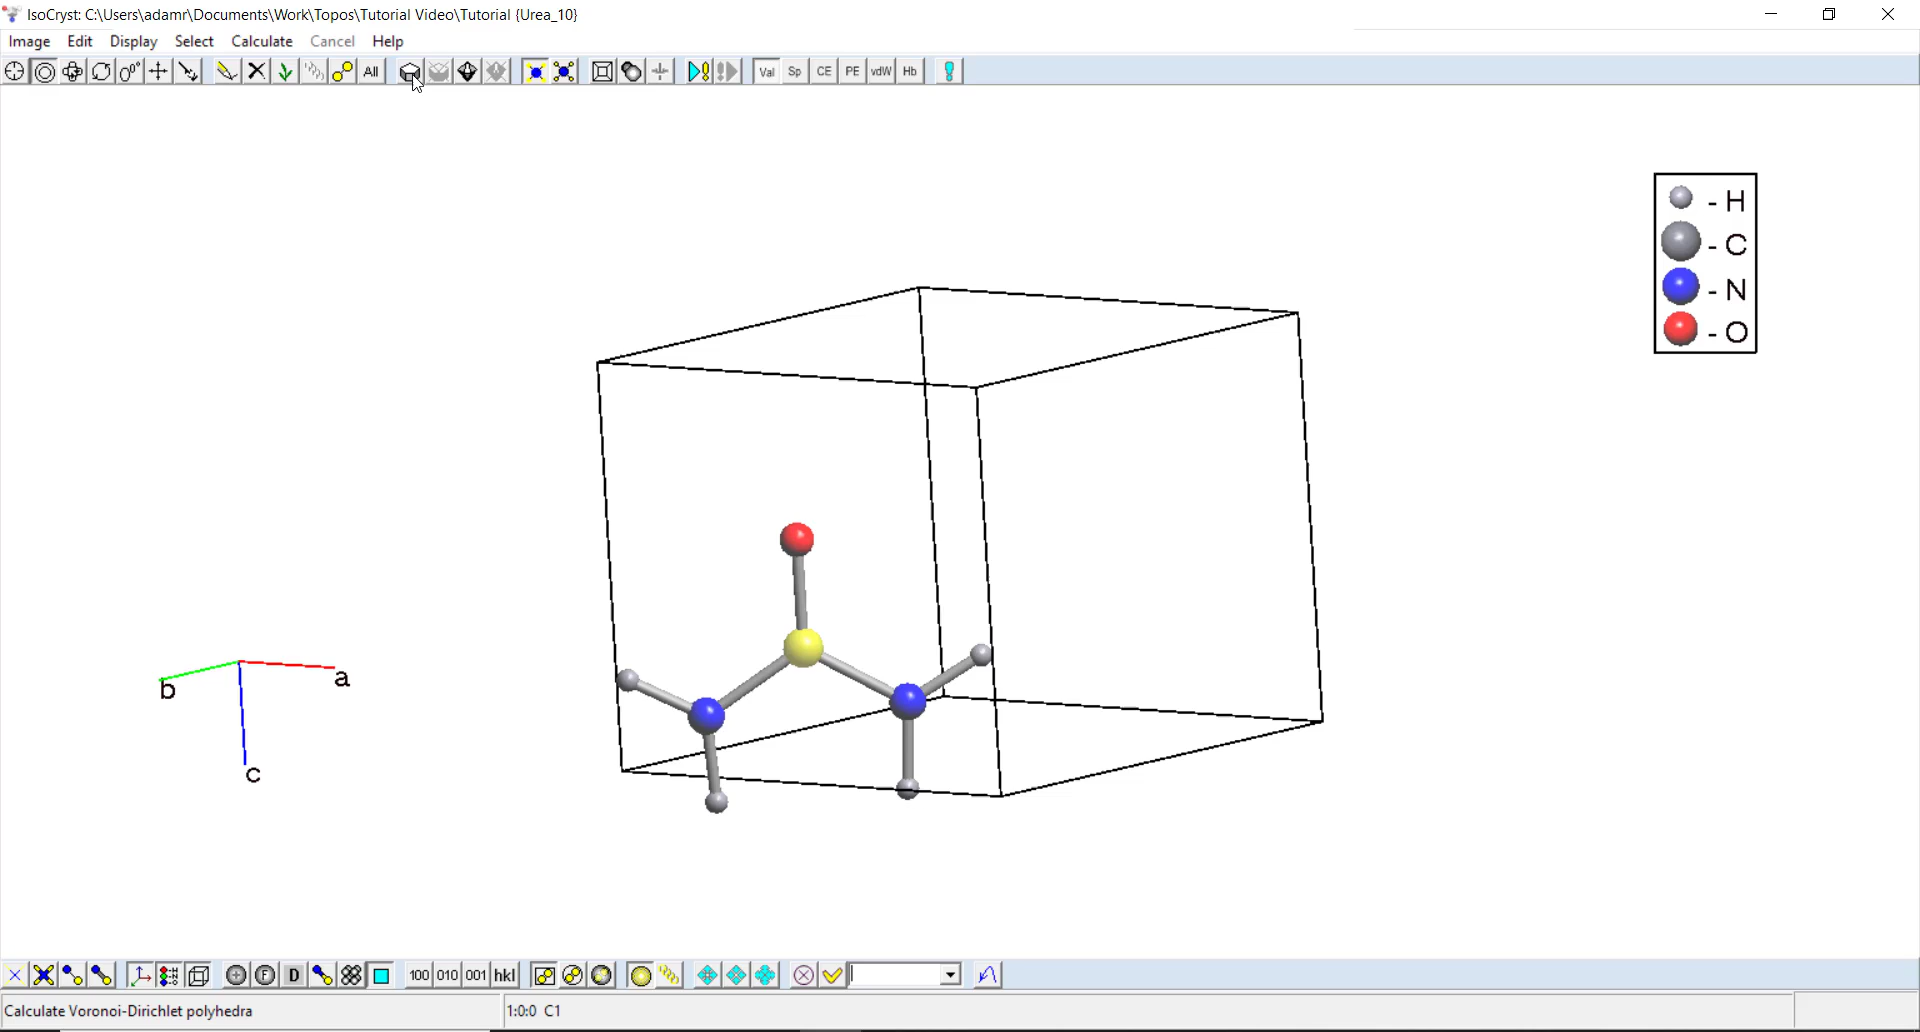 IsoCryst: C:\Users\adamr\Documents\Work\Topos\Tutorial Video\Tutorial {Urea_10}
Image Edit Display Select Calculate Cancel Help
0° All Val Sp CE PE vdW Hb
- H
- C
- N
- O
b a
c
F D 100 010 001 hkl
Calculate Voronoi-Dirichlet polyhedra 1:0:0 C1